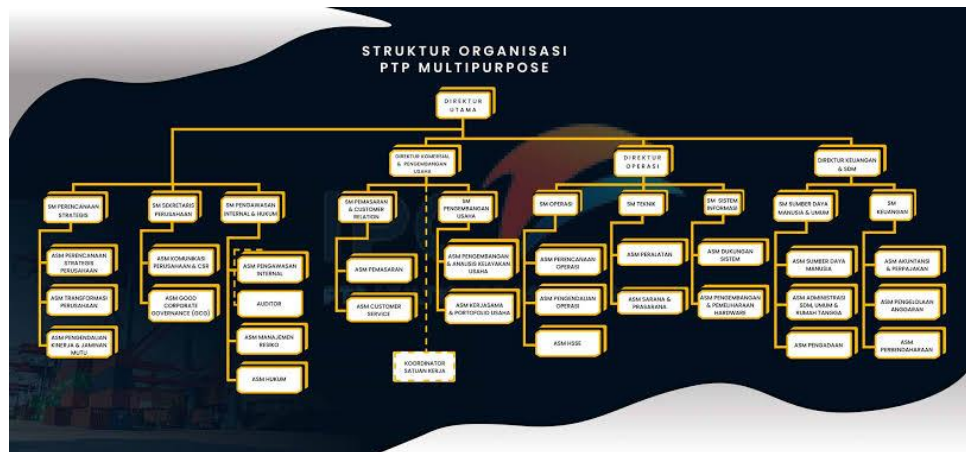 STRUKTUR ORGANISASI
PTP MULTIPURPOSE
DIREKTUR
UTAMA
DIREKTUR KOMERSIAL
& PENGEMBANGAN
USAHA
DIREKTUR
OPERASI
DIREKTUR KEUANGAN
& SDM
SM PERENCANAAN
STRATEGIS
SM SEKRETARIS
PERUSAHAAN
SM PENGAWASAN
INTERNAL & HUKUM
SM PEMASARAN
& CUSTOMER
RELATION
SM
PENGEMBANGAN
USAHA
SM OPERASI
SM TEKNIK
SM SISTEM
INFORMASI
SM SUMBER DAYA
MANUSIA & UMUM
SM
KEUANGAN
ASM PERENCANAAN
STRATEGIS
PERUSAHAAN
ASM TRANSFORMASI
PERUSAHAAN
ASM PENGENDALIAN
KINERJA & JAMINAN
MUTU
ASM KOMUNIKASI
PERUSAHAAN & CSR
ASM GOOD
CORPORATE
GOVERNANCE (GCG)
ASM PENGAWASAN
INTERNAL
AUDITOR
ASM MANAJEMEN
RESIKO
ASM HUKUM
ASM PEMASARAN
ASM CUSTOMER
SERVICE
KOORDINATOR
SATUAN KERJA
ASM PENGEMBANGAN
& ANALISIS KELAYAKAN
USAHA
ASM KERJASAMA
& PORTOFOLIO USAHA
ASM PERENCANAAN
OPERASI
ASM PENGENDALIAN
OPERASI
ASM HSSE
ASM PERALATAN
ASM SARANA &
PRASARANA
ASM DUKUNGAN
SISTEM
ASM PENGEMBANGAN
& PEMELIHARAAN
HARDWARE
ASM SUMBER DAYA
MANUSIA
ASM ADMINISTRASI
SDM, UMUM &
RUMAH TANGGA
ASM PENGADAAN
ASM AKUNTANSI
& PERPAJAKAN
ASM PENGELOLAAN
ANGGARAN
ASM
PERBENDAHARAAN